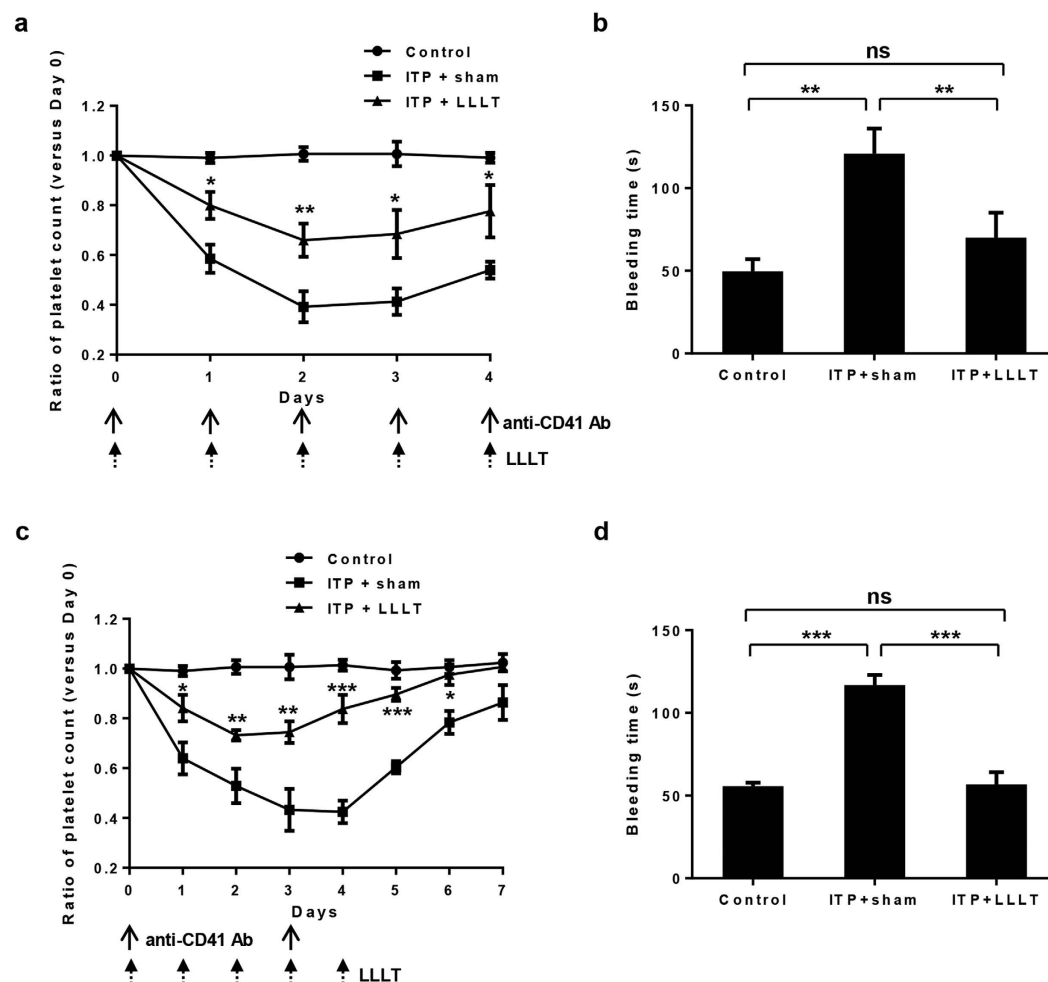 a
Control
ITP + sham
ITP + LLLT
Ratio of platelet count (versus Day 0)
1.2
1.0
0.8
0.6
0.4
0.2
*
**
*
*
0 1 2 3 4
Days
anti-CD41 Ab
LLLT
b
ns
** **
Bleeding time (s)
150
100
50
0
Control ITP+sham ITP+LLLT
c
Control
ITP + sham
ITP + LLLT
Ratio of platelet count (versus Day 0)
1.2
1.0
0.8
0.6
0.4
0.2
*
**
**
***
***
*
0 1 2 3 4 5 6 7
Days
anti-CD41 Ab
LLLT
d
ns
*** ***
Bleeding time (s)
150
100
50
0
Control ITP+sham ITP+LLLT